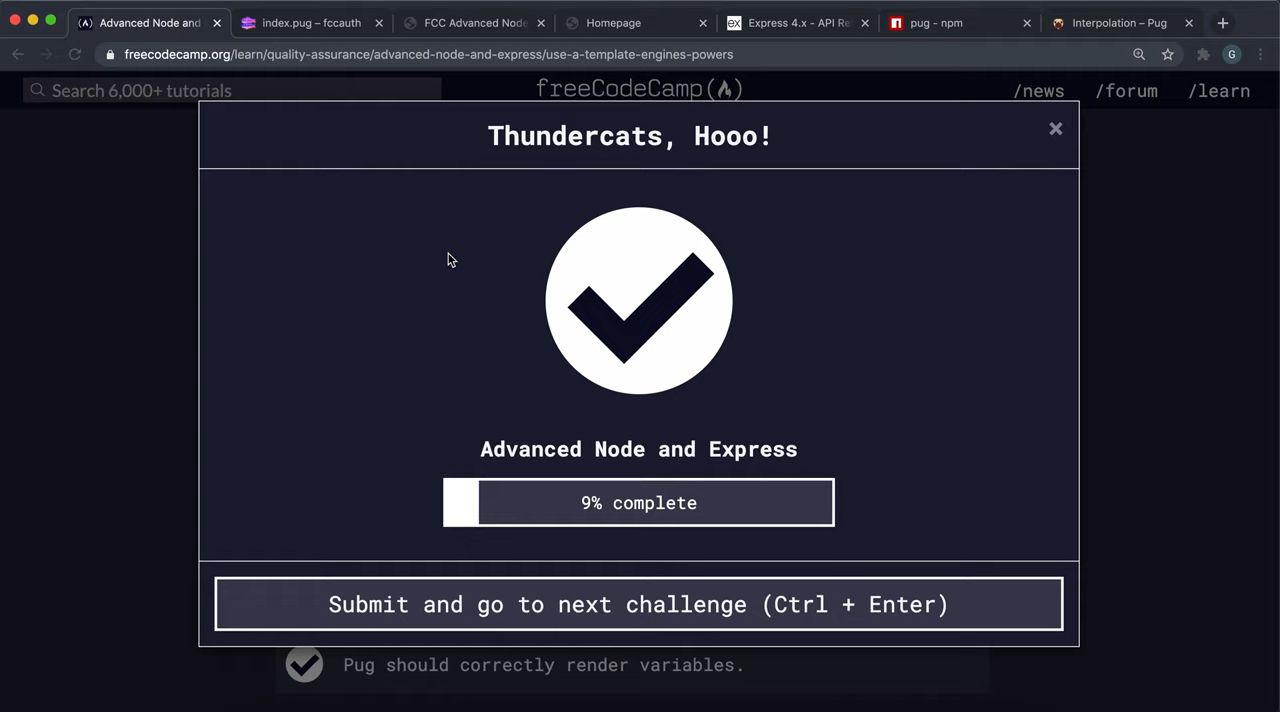 Advanced Node and
index.pug – fccauth
FCC Advanced Node
Homepage
Express 4.x - API Re
pug - npm
Interpolation – Pug
freecodecamp.org/learn/quality-assurance/advanced-node-and-express/use-a-template-engines-powers
G
Search 6,000+ tutorials
freeCodeCamp
/news
/forum
/learn
Thundercats, Hooo!
Advanced Node and Express
9% complete
Submit and go to next challenge (Ctrl + Enter)
Pug should correctly render variables.